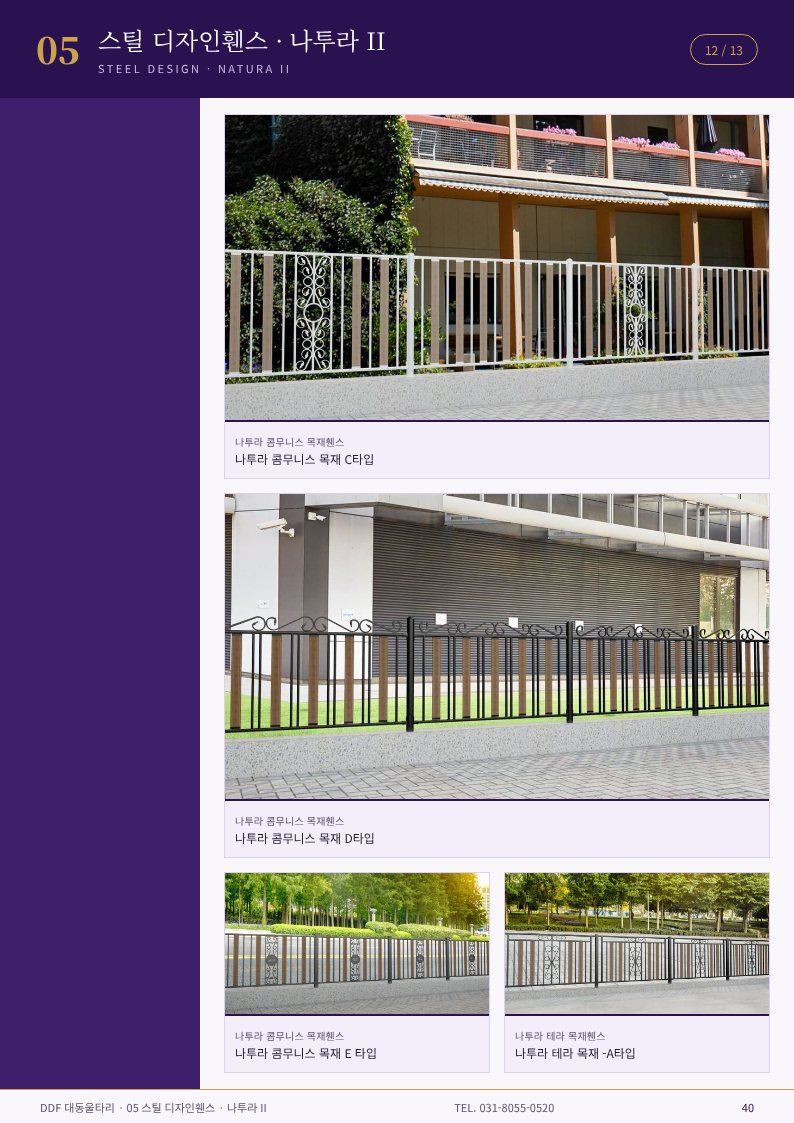 05
스틸 디자인휀스 · 나투라 II
STEEL DESIGN · NATURA II
12 / 13
나투라 콤무니스 목재휀스
나투라 콤무니스 목재 C타입
나투라 콤무니스 목재휀스
나투라 콤무니스 목재 D타입
나투라 콤무니스 목재휀스
나투라 콤무니스 목재 E 타입
나투라 테라 목재휀스
나투라 테라 목재 -A타입
DDF 대동울타리 · 05 스틸 디자인휀스 · 나투라 II
TEL. 031-8055-0520
40